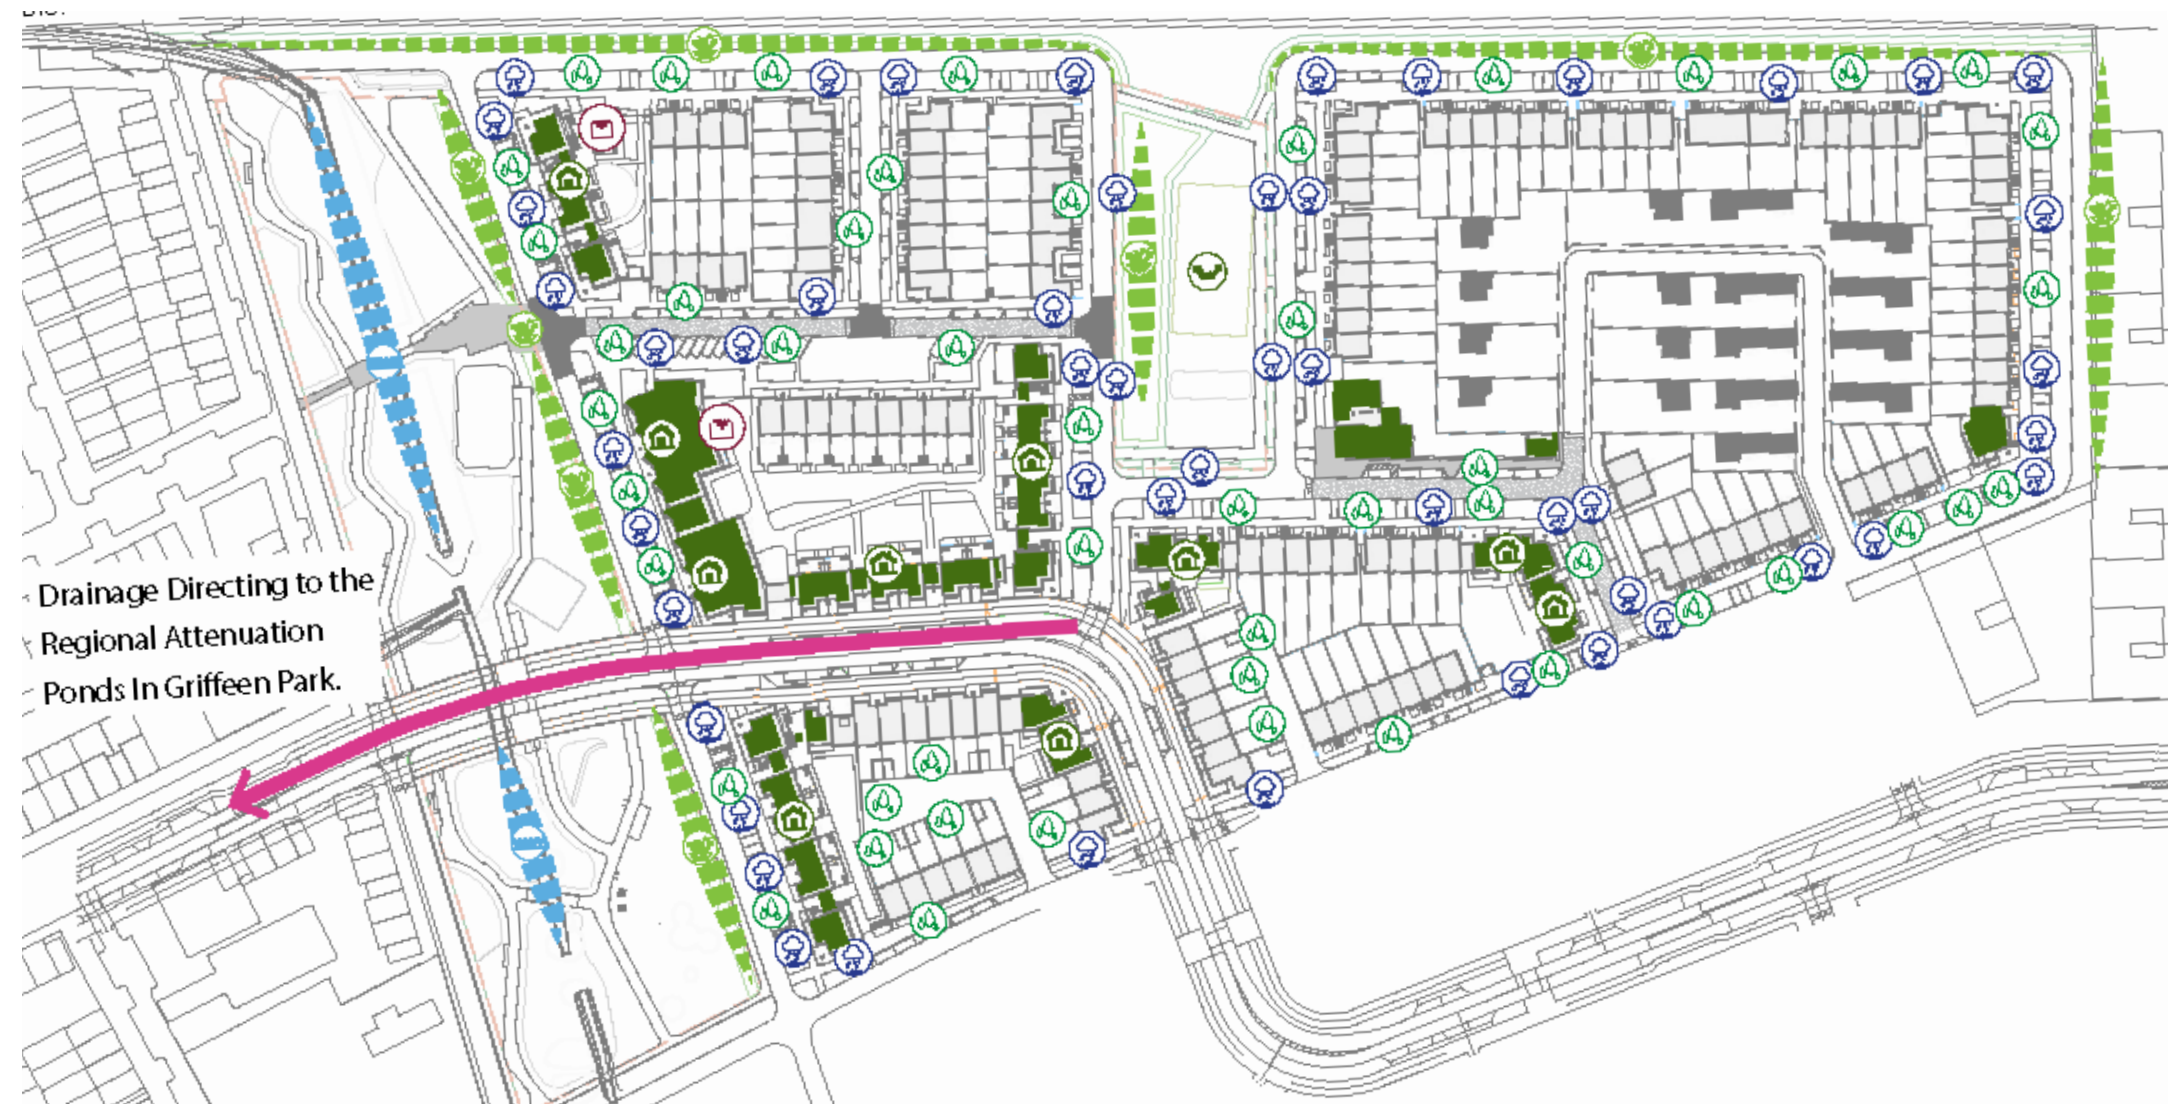 Drainage Directing to the
Regional Attenuation
Ponds In Griffeen Park.